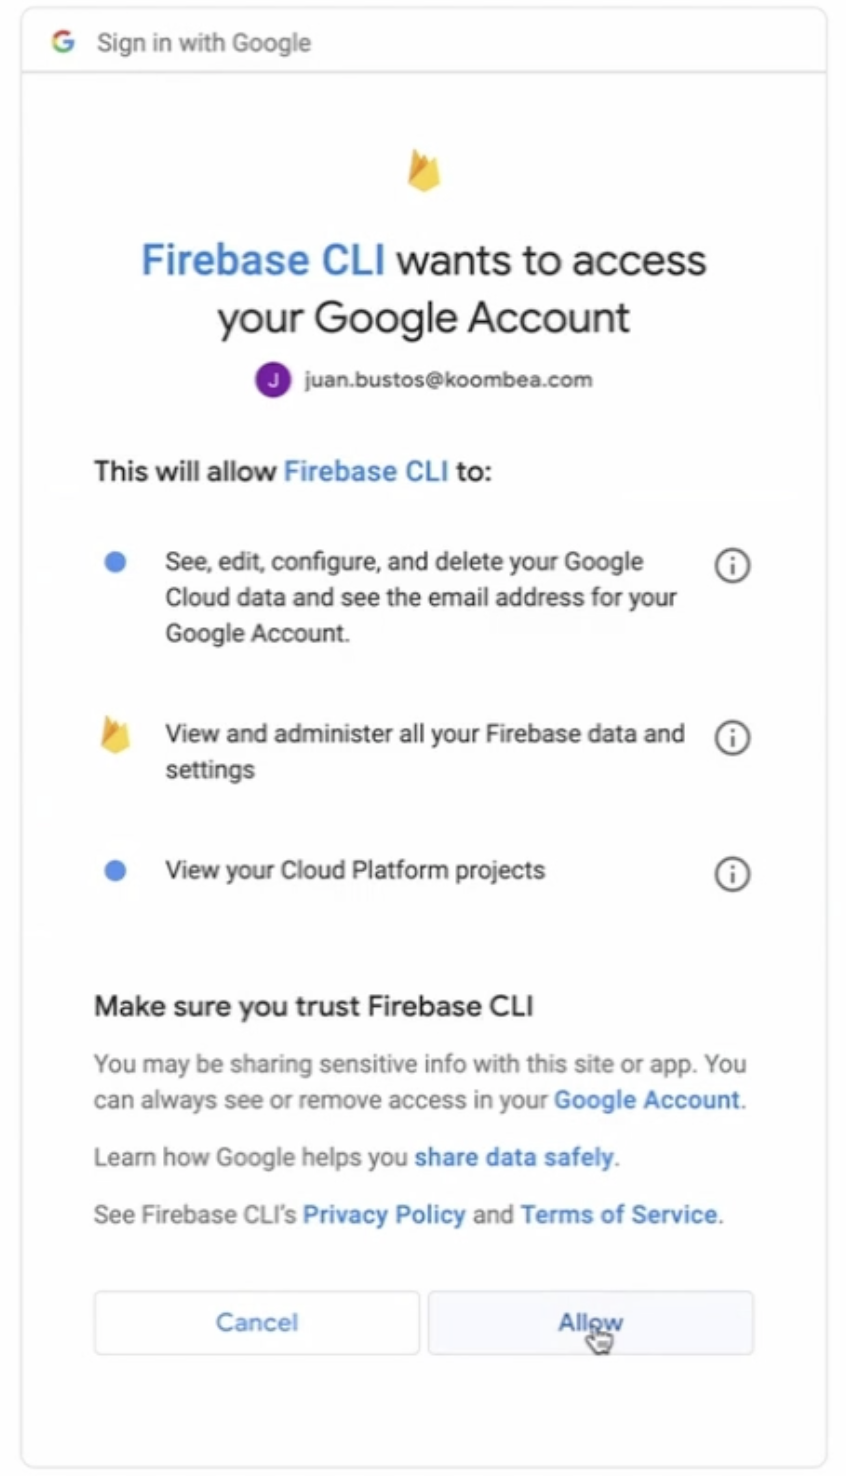 Sign in with Google
Firebase CLI wants to access
your Google Account
J juan.bustos@koombea.com
This will allow Firebase CLI to:
See, edit, configure, and delete your Google
Cloud data and see the email address for your
Google Account.
View and administer all your Firebase data and
settings
View your Cloud Platform projects
Make sure you trust Firebase CLI
You may be sharing sensitive info with this site or app. You
can always see or remove access in your Google Account.
Learn how Google helps you share data safely.
See Firebase CLI's Privacy Policy and Terms of Service.
Cancel
Allow